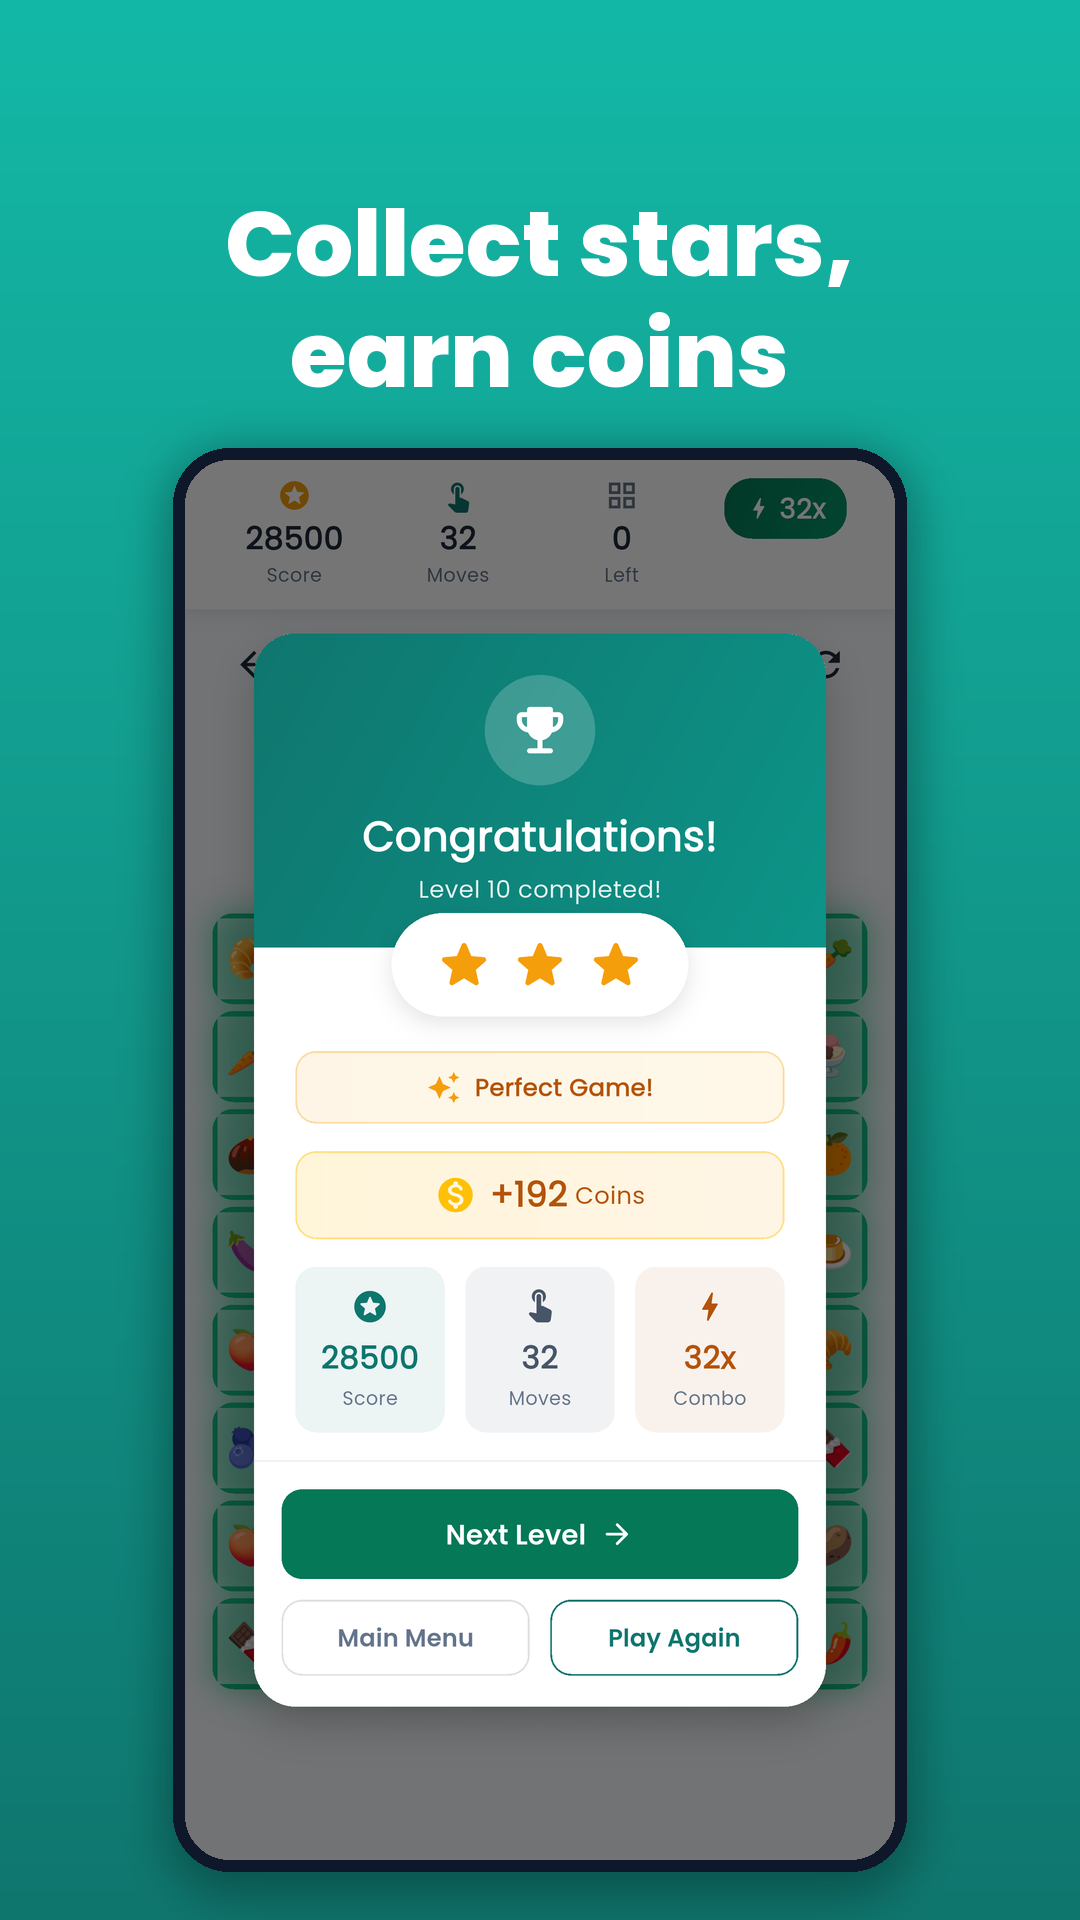 Collect stars,
earn coins
28500
Score
32
Moves
0
Left
32x
Congratulations!
Level 10 completed!
Perfect Game!
+192 Coins
28500
Score
32
Moves
32x
Combo
Next Level
Main Menu
Play Again